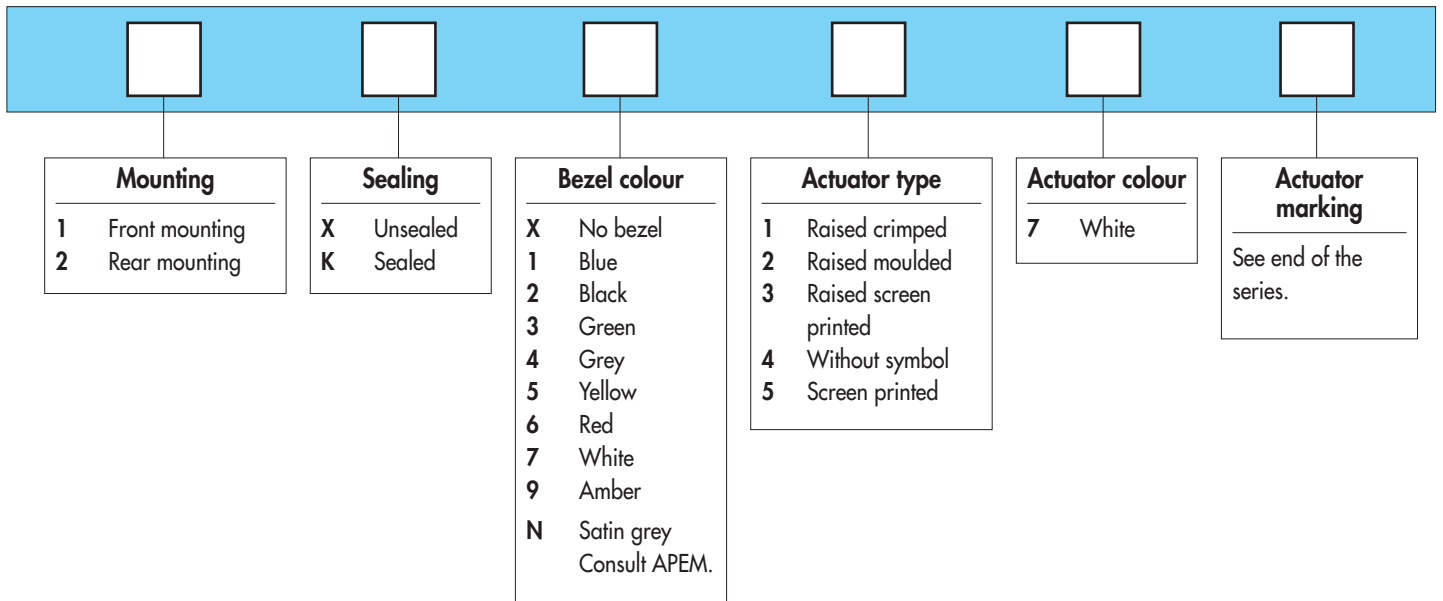 Mounting
1 Front mounting
2 Rear mounting
Sealing
X Unsealed
K Sealed
Bezel colour
X No bezel
1 Blue
2 Black
3 Green
4 Grey
5 Yellow
6 Red
7 White
9 Amber
N Satin grey
Consult APEM.
Actuator type
1 Raised crimped
2 Raised moulded
3 Raised screen
printed
4 Without symbol
5 Screen printed
Actuator colour
7 White
Actuator
marking
See end of the
series.